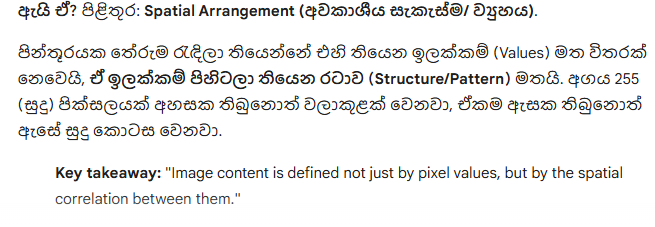 ඇයි ඒ? පිළිතුර: Spatial Arrangement (අවකාශීය සැකැස්ම/ ව්‍යුහය).
පින්තූරයක තේරුම රැඳිලා තියෙන්නේ එහි තියෙන ඉලක්කම් (Values) මත විතරක්
නෙවෙයි, ඒ ඉලක්කම් පිහිටලා තියෙන රටාව (Structure/Pattern) මතයි. අගය 255
(සුදු) පික්සලයක් අහසක තිබුනොත් වලාකුළක් වෙනවා, ඒකම ඇසක තිබුනොත්
ඇසේ සුදු කොටස වෙනවා.
Key takeaway: "Image content is defined not just by pixel values, but by the spatial
correlation between them."